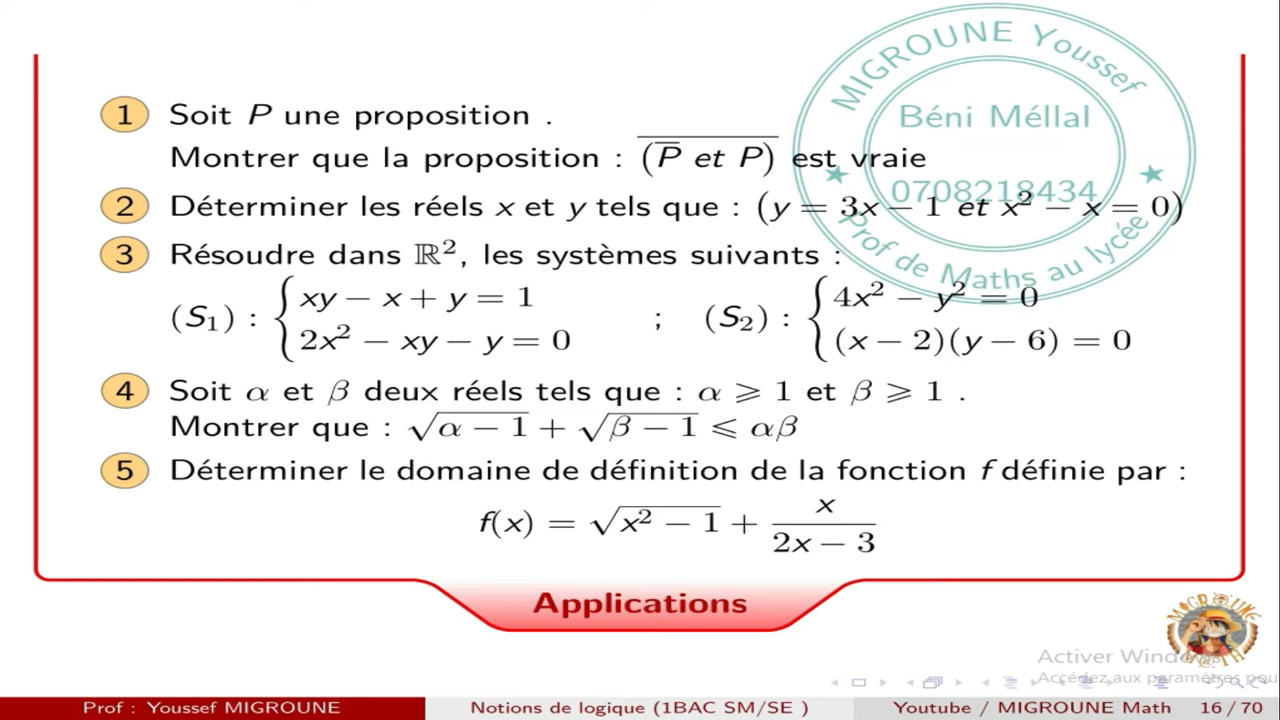 MIGROUNE Youssef
Béni Méllal
0708218434
Prof de Maths au lycée
1 Soit P une proposition .
Montrer que la proposition : \overline{(\overline{P} et P)} est vraie
2 Déterminer les réels x et y tels que : (y = 3x − 1 et x² − x = 0)
3 Résoudre dans ℝ², les systèmes suivants :
(S₁) : { xy − x + y = 1
2x² − xy − y = 0
; (S₂) : { 4x² − y² = 0
(x − 2)(y − 6) = 0
4 Soit α et β deux réels tels que : α ⩾ 1 et β ⩾ 1 .
Montrer que : √(α − 1) + √(β − 1) ⩽ αβ
5 Déterminer le domaine de définition de la fonction f définie par :
f(x) = √(x² − 1) + x/(2x − 3)
Applications
MIGROUNE
MATH
Activer Windows
Accédez aux paramètres pou
Prof : Youssef MIGROUNE
Notions de logique (1BAC SM/SE )
Youtube / MIGROUNE Math
16 / 70